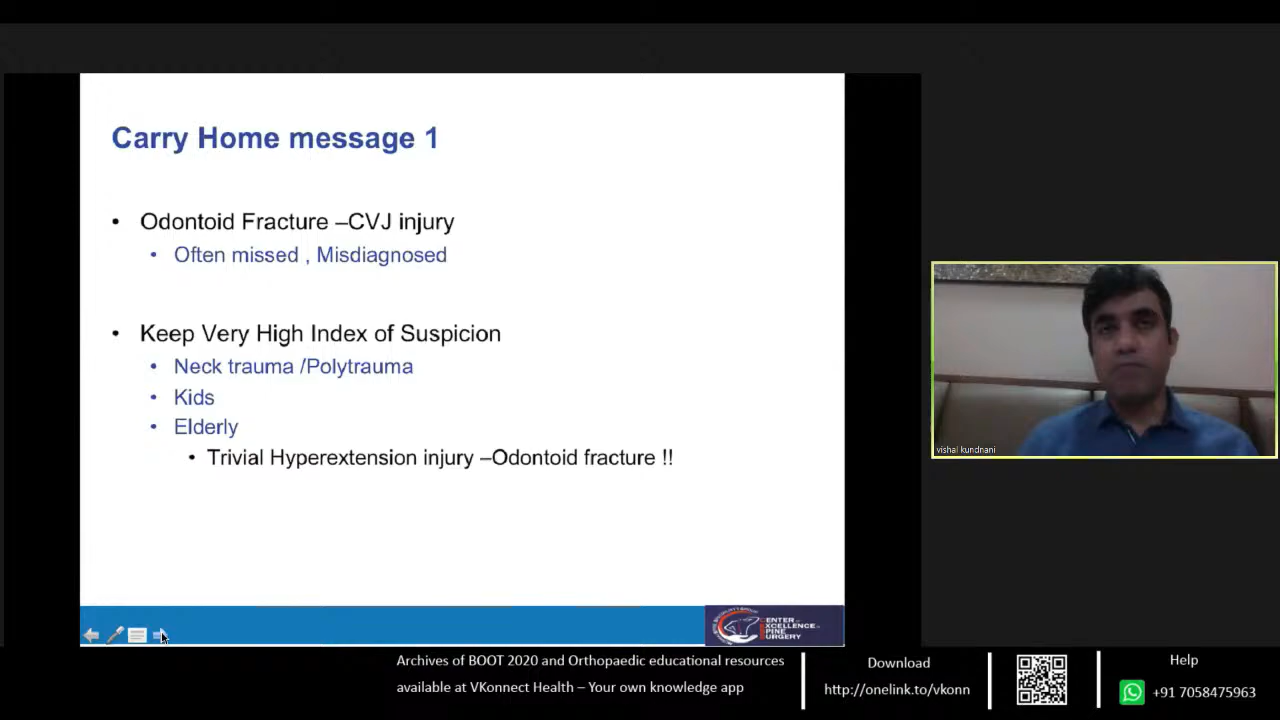 Carry Home message 1
• Odontoid Fracture –CVJ injury
• Often missed , Misdiagnosed
• Keep Very High Index of Suspicion
• Neck trauma /Polytrauma
• Kids
• Elderly
• Trivial Hyperextension injury –Odontoid fracture !!
vishal kundnani
Archives of BOOT 2020 and Orthopaedic educational resources
available at VKonnect Health – Your own knowledge app
Download
http://onelink.to/vkonn
Help
+91 7058475963